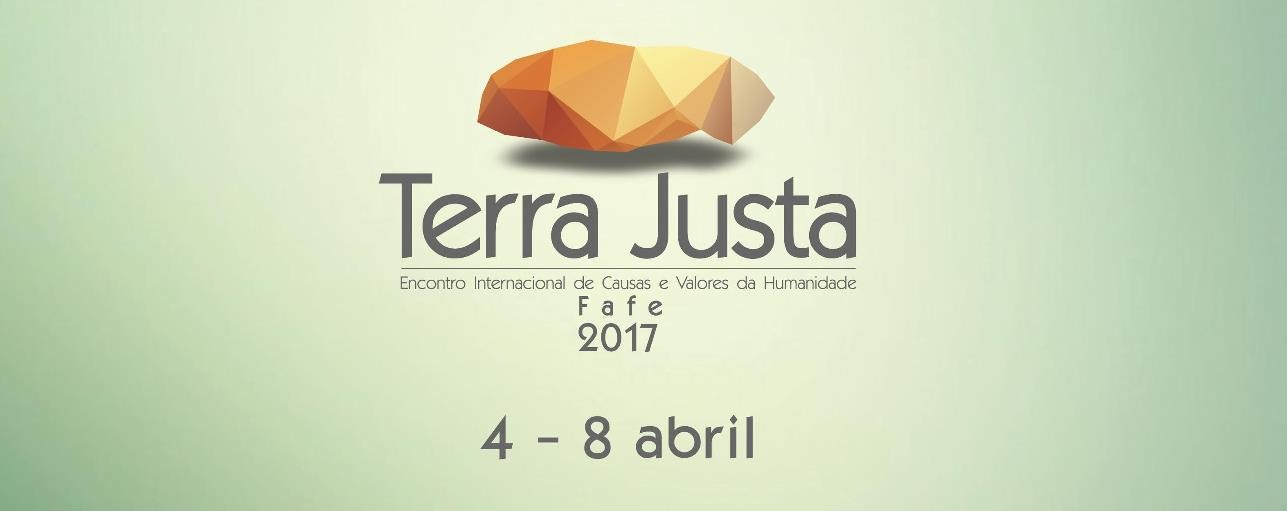 Terra Justa
Encontro Internacional de Causas e Valores da Humanidade
Fafe
2017
4 - 8 abril